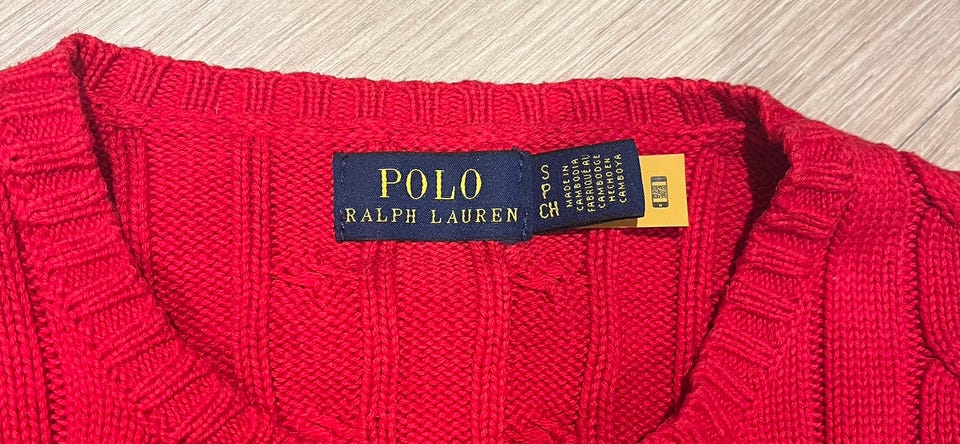 POLO
RALPH LAUREN
S
P
CH
MADE IN
CAMBODIA
FABRIQUÉ AU
CAMBODGE
HECHO EN
CAMBOYA